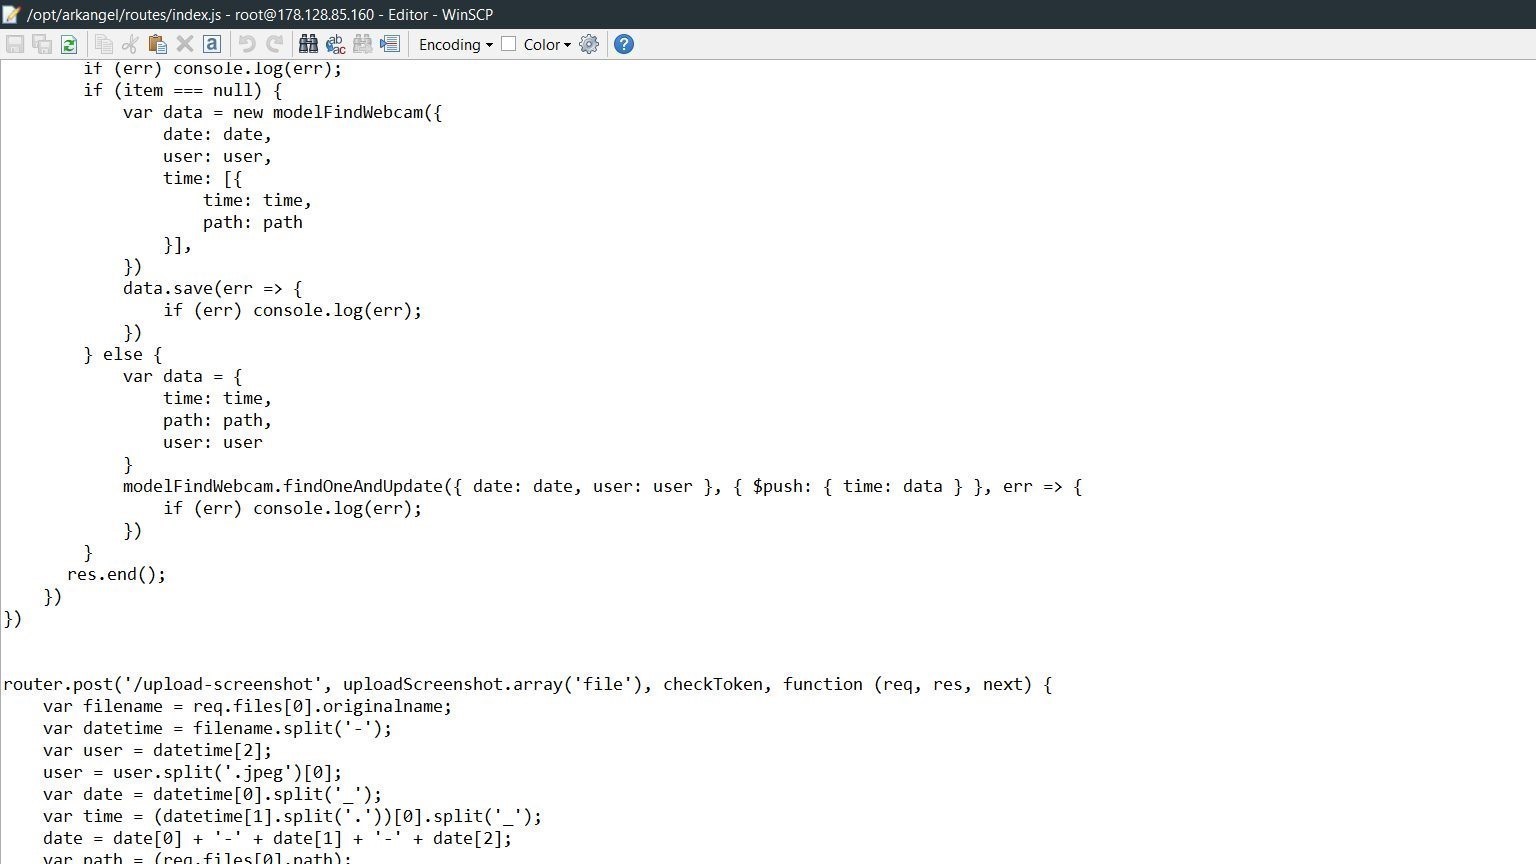 /opt/arkangel/routes/index.js - root@178.128.85.160 - Editor - WinSCP
Encoding Color
if (err) console.log(err);
if (item === null) {
var data = new modelFindWebcam({
date: date,
user: user,
time: [{
time: time,
path: path
}],
})
data.save(err => {
if (err) console.log(err);
})
} else {
var data = {
time: time,
path: path,
user: user
}
modelFindWebcam.findOneAndUpdate({ date: date, user: user }, { $push: { time: data } }, err => {
if (err) console.log(err);
})
}
res.end();
})
})
router.post('/upload-screenshot', uploadScreenshot.array('file'), checkToken, function (req, res, next) {
var filename = req.files[0].originalname;
var datetime = filename.split('-');
var user = datetime[2];
user = user.split('.jpeg')[0];
var date = datetime[0].split('_');
var time = (datetime[1].split('.'))[0].split('_');
date = date[0] + '-' + date[1] + '-' + date[2];
var path = (req.files[0].path);